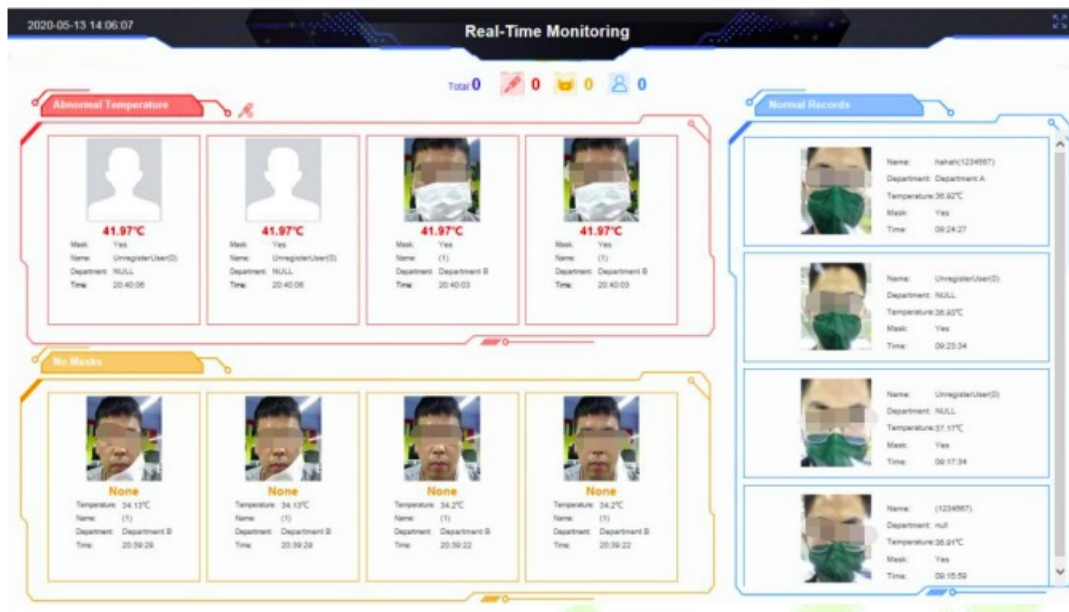 2020-05-13 14:06:07
Real-Time Monitoring
Total 0 0 0 0
Abnormal Temperature
41.97℃
Mask: Yes
Name: UnregisterUser(0)
Department: NULL
Time: 20:40:06
41.97℃
Mask: Yes
Name: UnregisterUser(0)
Department: NULL
Time: 20:40:06
41.97℃
Mask: Yes
Name: (1)
Department: Department B
Time: 20:40:03
41.97℃
Mask: Yes
Name: (1)
Department: Department B
Time: 20:40:03
No Masks
None
Temperature: 34.13℃
Name: (1)
Department: Department B
Time: 20:39:29
None
Temperature: 34.13℃
Name: (1)
Department: Department B
Time: 20:39:29
None
Temperature: 34.2℃
Name: (1)
Department: Department B
Time: 20:39:22
None
Temperature: 34.2℃
Name: (1)
Department: Department B
Time: 20:39:22
Normal Records
Name: hahah(1234567)
Department: Department A
Temperature:36.92℃
Mask: Yes
Time: 09:24:27
Name: UnregisterUser(0)
Department: NULL
Temperature:36.93℃
Mask: Yes
Time: 09:23:34
Name: UnregisterUser(0)
Department: NULL
Temperature:37.17℃
Mask: Yes
Time: 09:17:34
Name: (1234567)
Department: null
Temperature:36.91℃
Mask: Yes
Time: 09:15:59